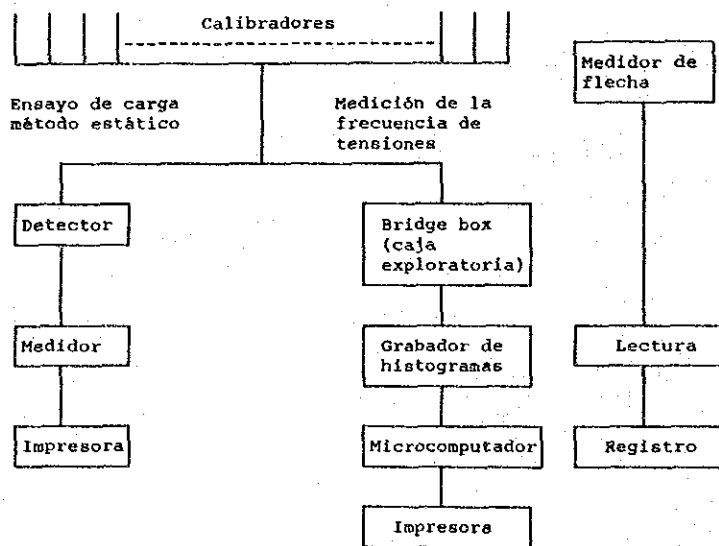 Calibradores
Medidor de
flecha
Ensayo de carga
método estático
Medición de la
frecuencia de
tensiones
Detector
Bridge box
(caja
exploratoria)
Medidor
Grabador de
histogramas
Lectura
Impresora
Microcomputador
Registro
Impresora